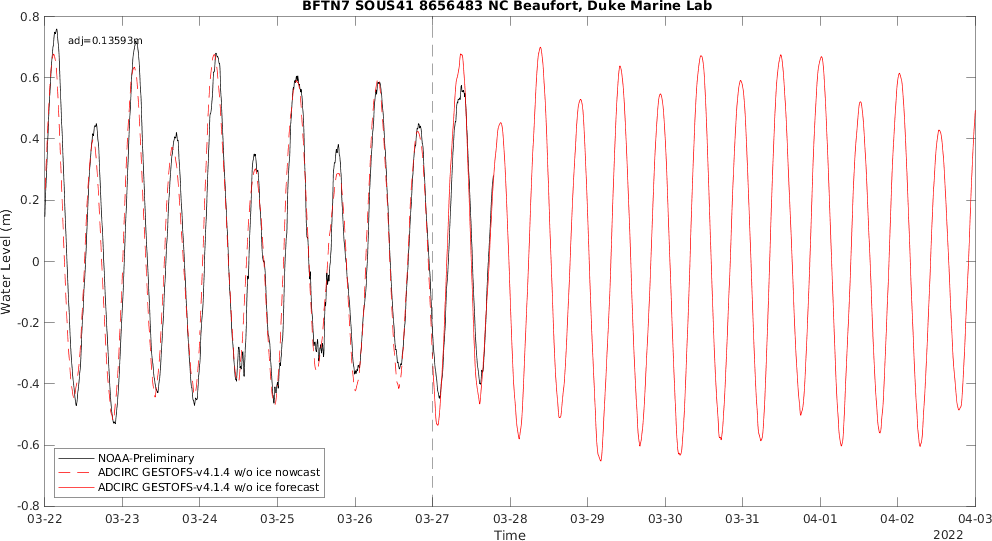 BFTN7 SOUS41 8656483 NC Beaufort, Duke Marine Lab
adj=0.13593m
Water Level (m)
0.8
0.6
0.4
0.2
0
-0.2
-0.4
-0.6
-0.8
NOAA-Preliminary
ADCIRC GESTOFS-v4.1.4 w/o ice nowcast
ADCIRC GESTOFS-v4.1.4 w/o ice forecast
03-22 03-23 03-24 03-25 03-26 03-27 03-28 03-29 03-30 03-31 04-01 04-02 04-03
Time
2022